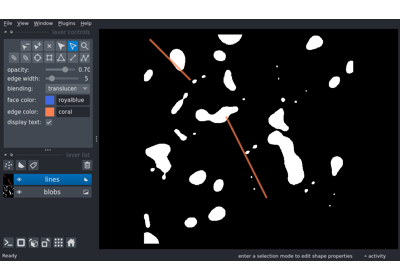 File View Window Plugins Help
layer controls
opacity: 0.70
edge width: 5
blending: translucen
face color: royalblue
edge color: coral
display text:
layer list
lines
blobs
Ready
enter a selection mode to edit shape properties
activity